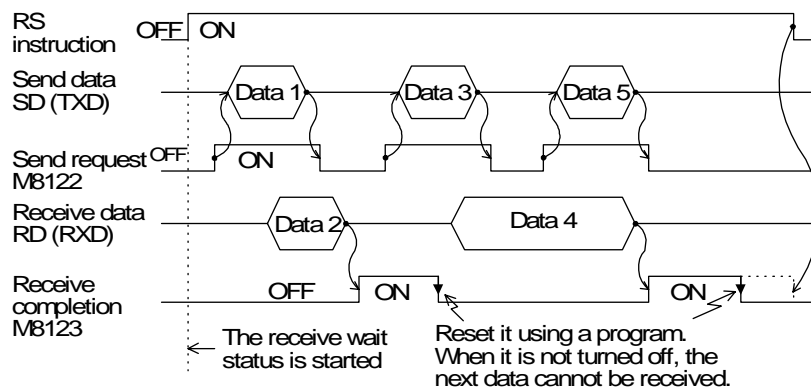 RS
instruction
OFF
ON
Send data
SD (TXD)
Data 1
Data 3
Data 5
Send request
M8122
OFF
ON
Receive data
RD (RXD)
Data 2
Data 4
Receive
completion
M8123
OFF
ON
ON
The receive wait
status is started
Reset it using a program.
When it is not turned off, the
next data cannot be received.